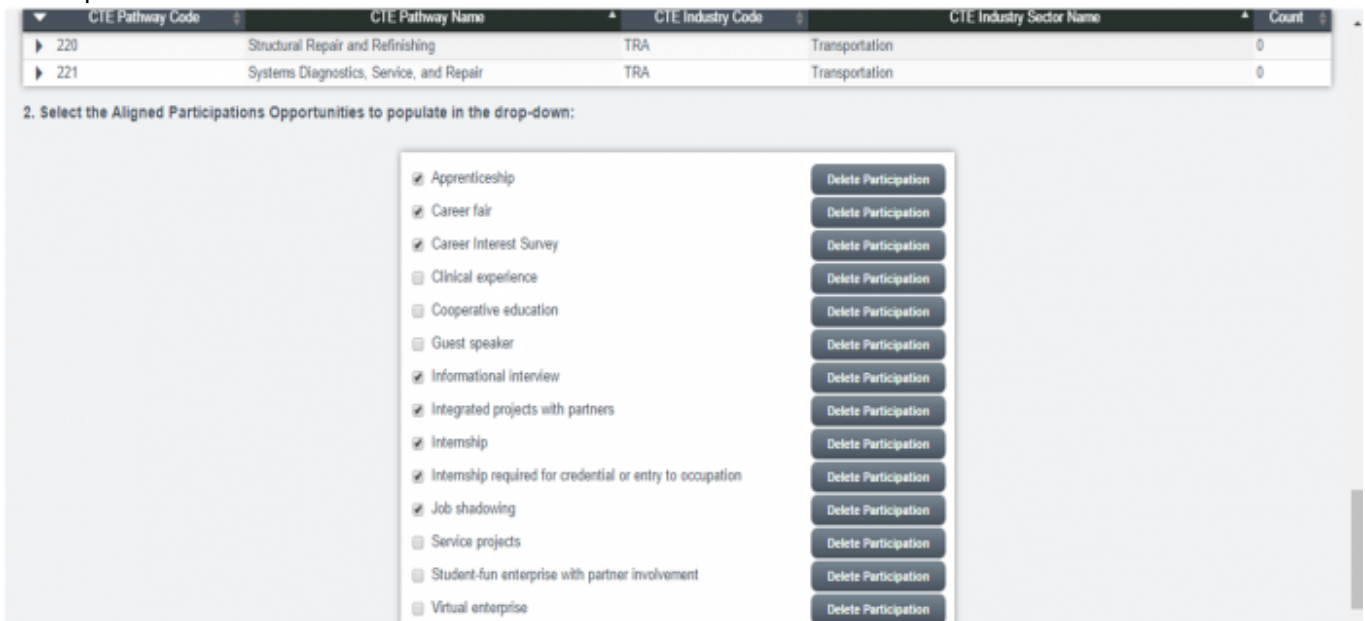 CTE Pathway Code CTE Pathway Name CTE Industry Code CTE Industry Sector Name Count
220 Structural Repair and Refinishing TRA Transportation 0
221 Systems Diagnostics, Service, and Repair TRA Transportation 0
2. Select the Aligned Participations Opportunities to populate in the drop-down:
Apprenticeship Delete Participation
Career fair Delete Participation
Career Interest Survey Delete Participation
Clinical experience Delete Participation
Cooperative education Delete Participation
Guest speaker Delete Participation
Informational interview Delete Participation
Integrated projects with partners Delete Participation
Internship Delete Participation
Internship required for credential or entry to occupation Delete Participation
Job shadowing Delete Participation
Service projects Delete Participation
Student-fun enterprise with partner involvement Delete Participation
Virtual enterprise Delete Participation